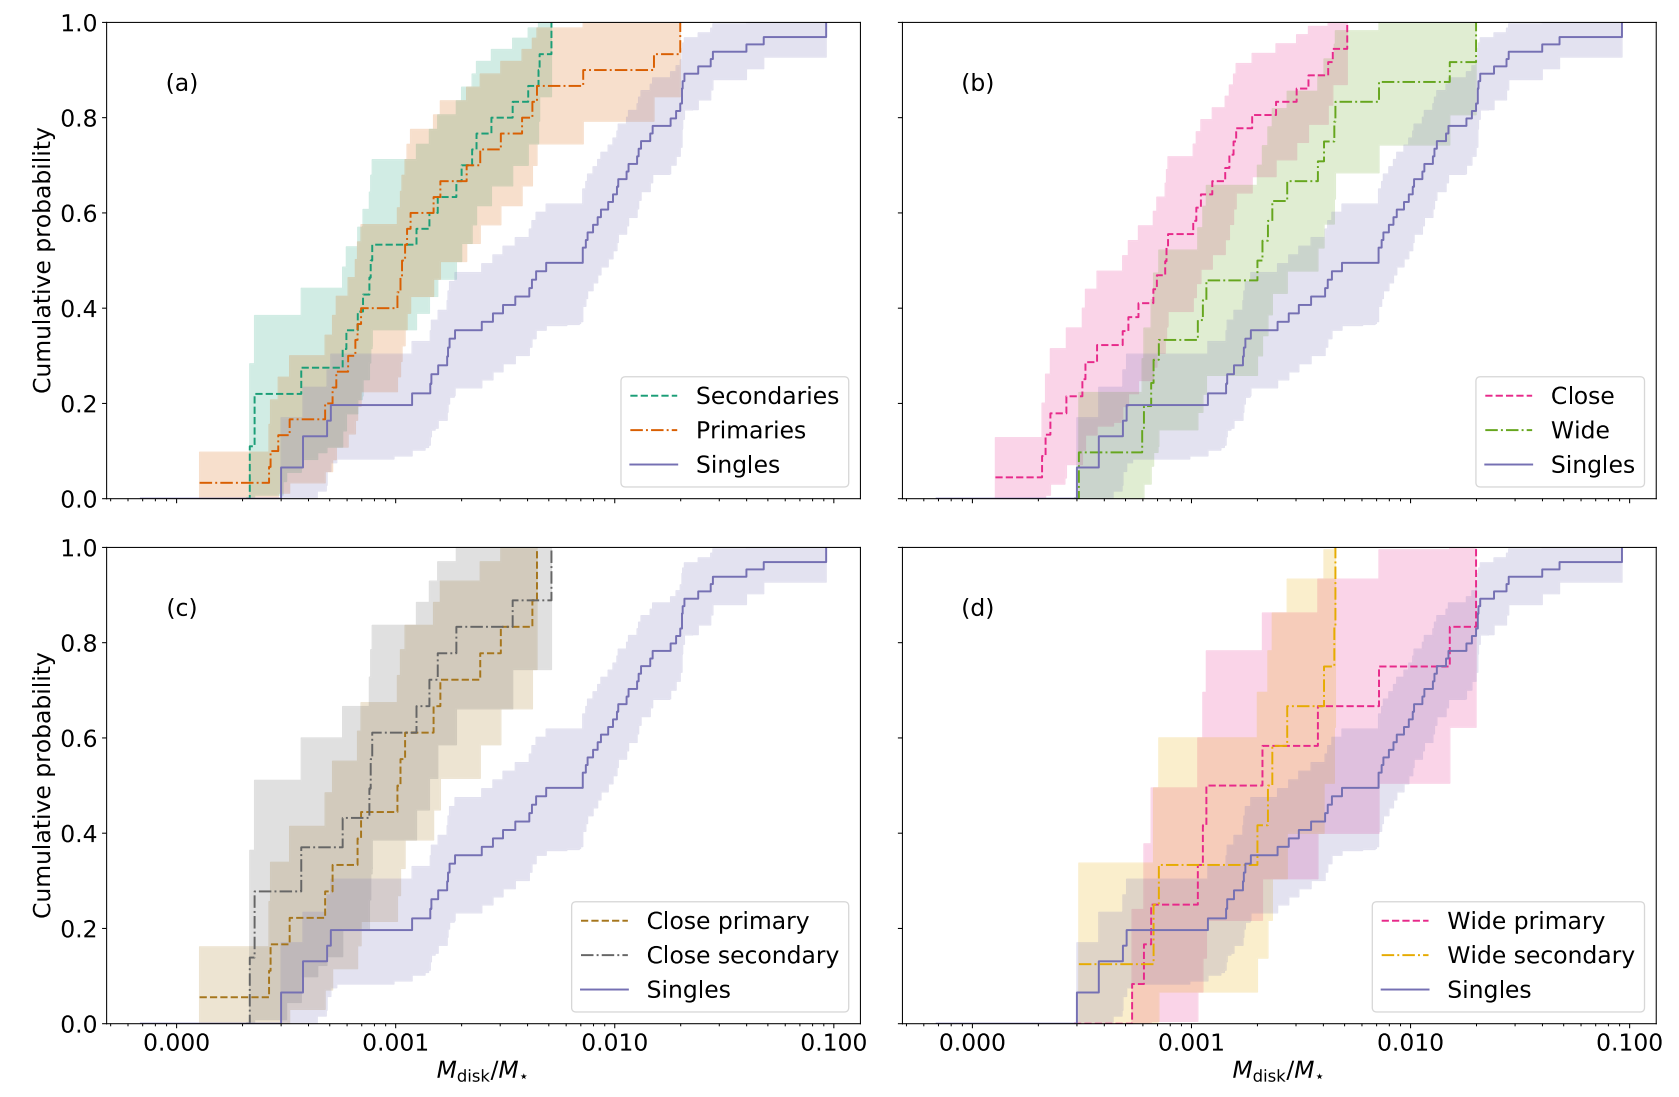 1.0
0.8
0.6
0.4
0.2
0.0
Cumulative probability
(a)
Secondaries
Primaries
Singles
(b)
Close
Wide
Singles
1.0
0.8
0.6
0.4
0.2
0.0
Cumulative probability
(c)
Close primary
Close secondary
Singles
0.000 0.001 0.010 0.100
M_disk/M⋆
(d)
Wide primary
Wide secondary
Singles
0.000 0.001 0.010 0.100
M_disk/M⋆